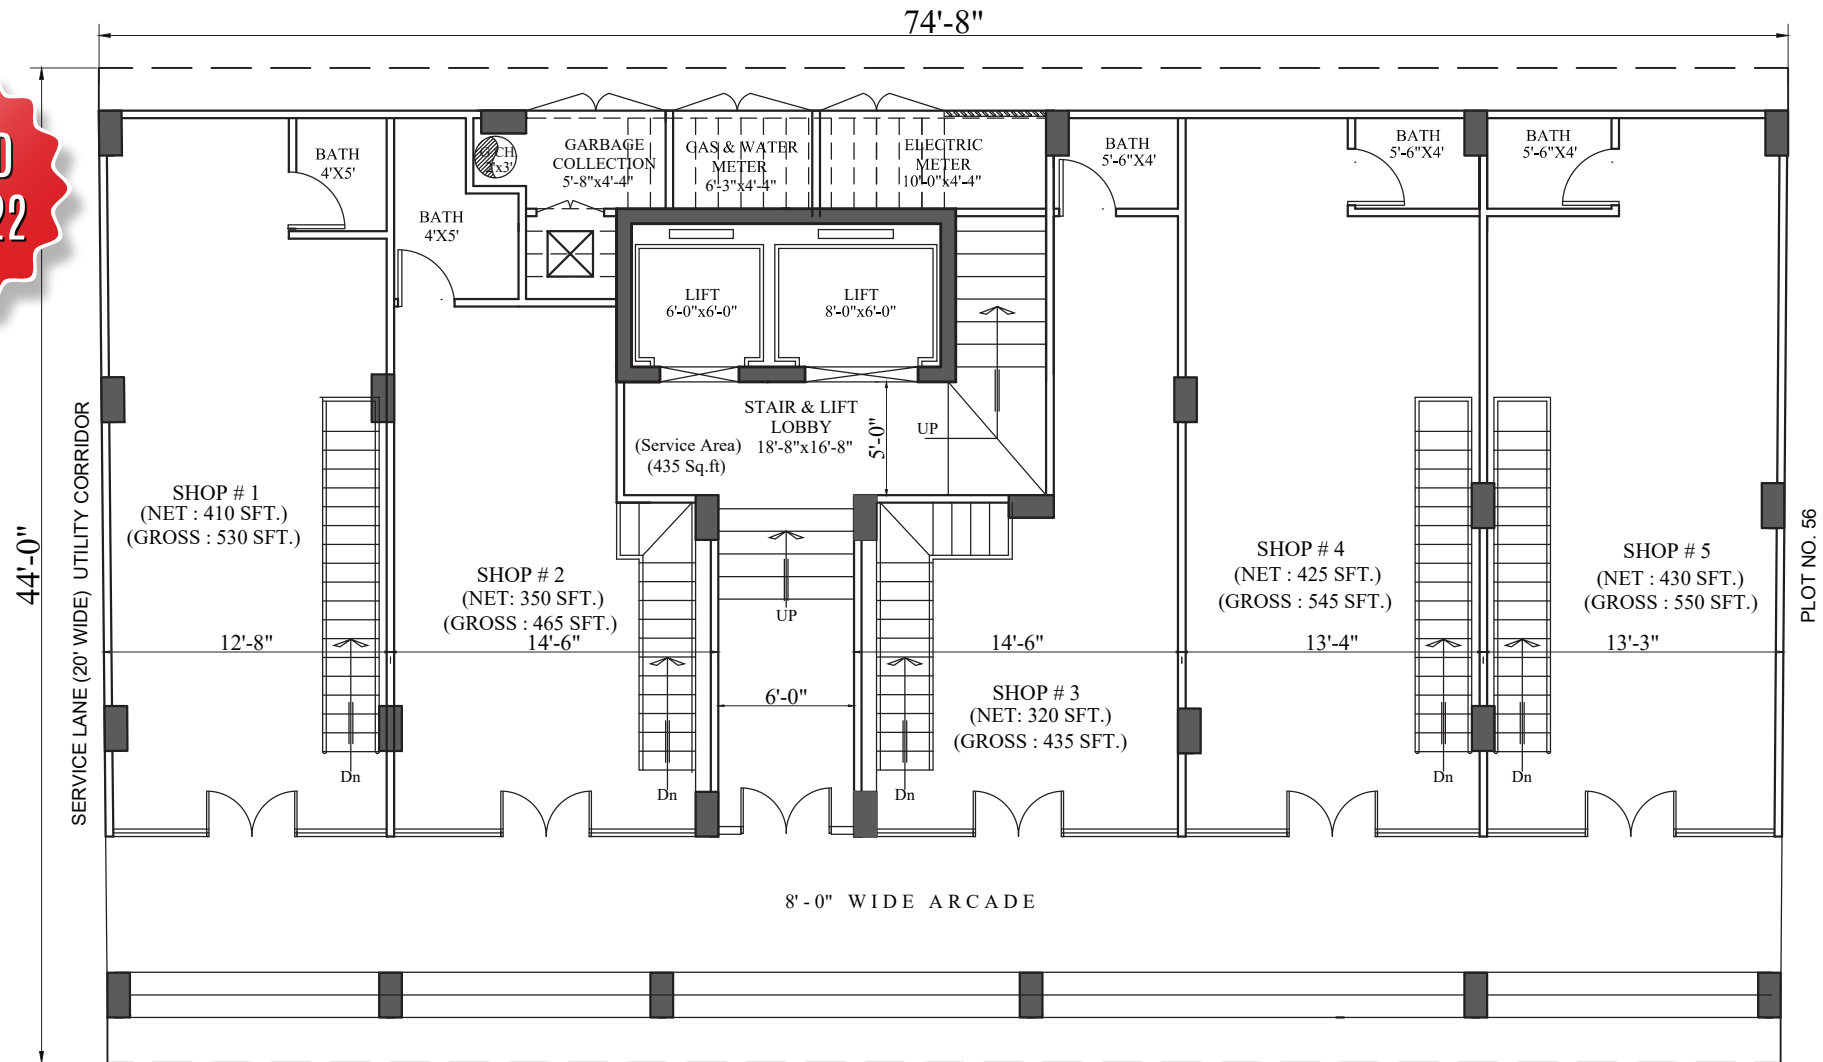 74'-8"
BATH
4'X5'
GARBAGE
COLLECTION
5'-8"x4'-4"
GAS & WATER
METER
6'-3"x4'-4"
ELECTRIC
METER
10'-0"x4'-4"
BATH
5'-6"X4'
BATH
5'-6"X4'
BATH
5'-6"X4'
22
BATH
4'X5'
LIFT
6'-0"x6'-0"
LIFT
8'-0"x6'-0"
STAIR & LIFT
LOBBY
18'-8"x16'-8"
(Service Area)
(435 Sq.ft)
5'-0"
UP
44'-0"
SERVICE LANE (20' WIDE) UTILITY CORRIDOR
SHOP # 1
(NET : 410 SFT.)
(GROSS : 530 SFT.)
SHOP # 2
(NET: 350 SFT.)
(GROSS : 465 SFT.)
UP
SHOP # 4
(NET : 425 SFT.)
(GROSS : 545 SFT.)
SHOP # 5
(NET : 430 SFT.)
(GROSS : 550 SFT.)
PLOT NO. 56
12'-8"
14'-6"
14'-6"
13'-4"
13'-3"
6'-0"
SHOP # 3
(NET: 320 SFT.)
(GROSS : 435 SFT.)
Dn
Dn
Dn
Dn
Dn
8'-0" WIDE ARCADE